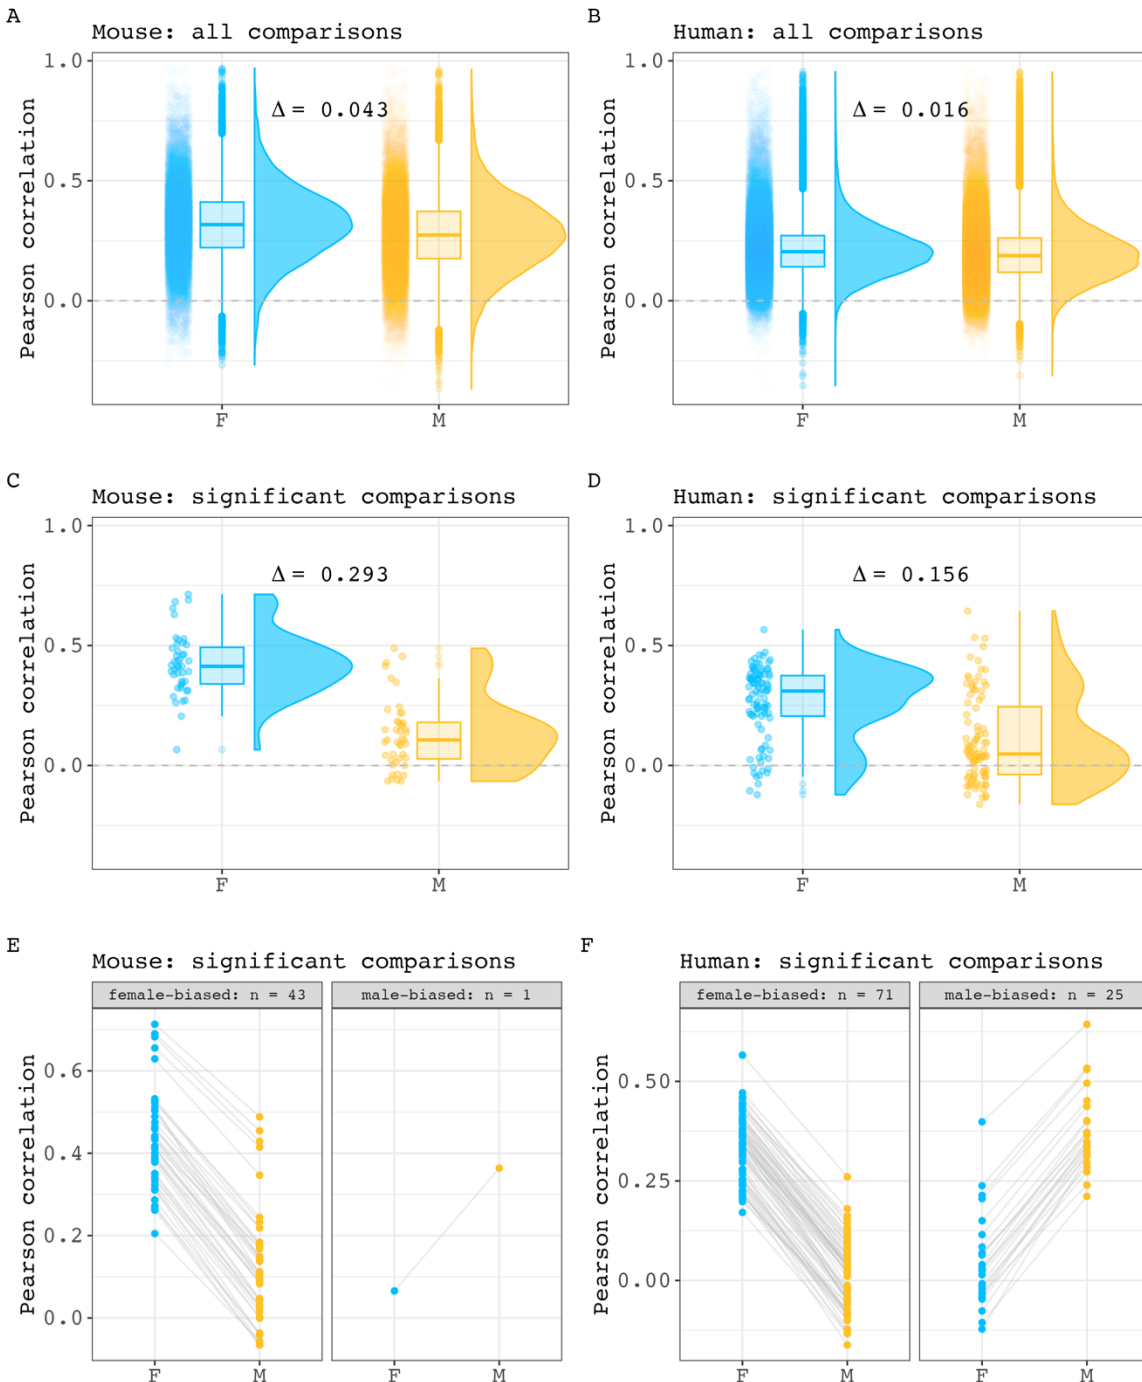 A
Mouse: all comparisons
Pearson correlation
1.0
0.5
0.0
Δ = 0.043
F
M
B
Human: all comparisons
Pearson correlation
1.0
0.5
0.0
Δ = 0.016
F
M
C
Mouse: significant comparisons
Pearson correlation
1.0
0.5
0.0
Δ = 0.293
F
M
D
Human: significant comparisons
Pearson correlation
1.0
0.5
0.0
Δ = 0.156
F
M
E
Mouse: significant comparisons
female-biased: n = 43
male-biased: n = 1
Pearson correlation
0.6
0.4
0.2
0.0
F
M
F
M
F
Human: significant comparisons
female-biased: n = 71
male-biased: n = 25
Pearson correlation
0.50
0.25
0.00
F
M
F
M